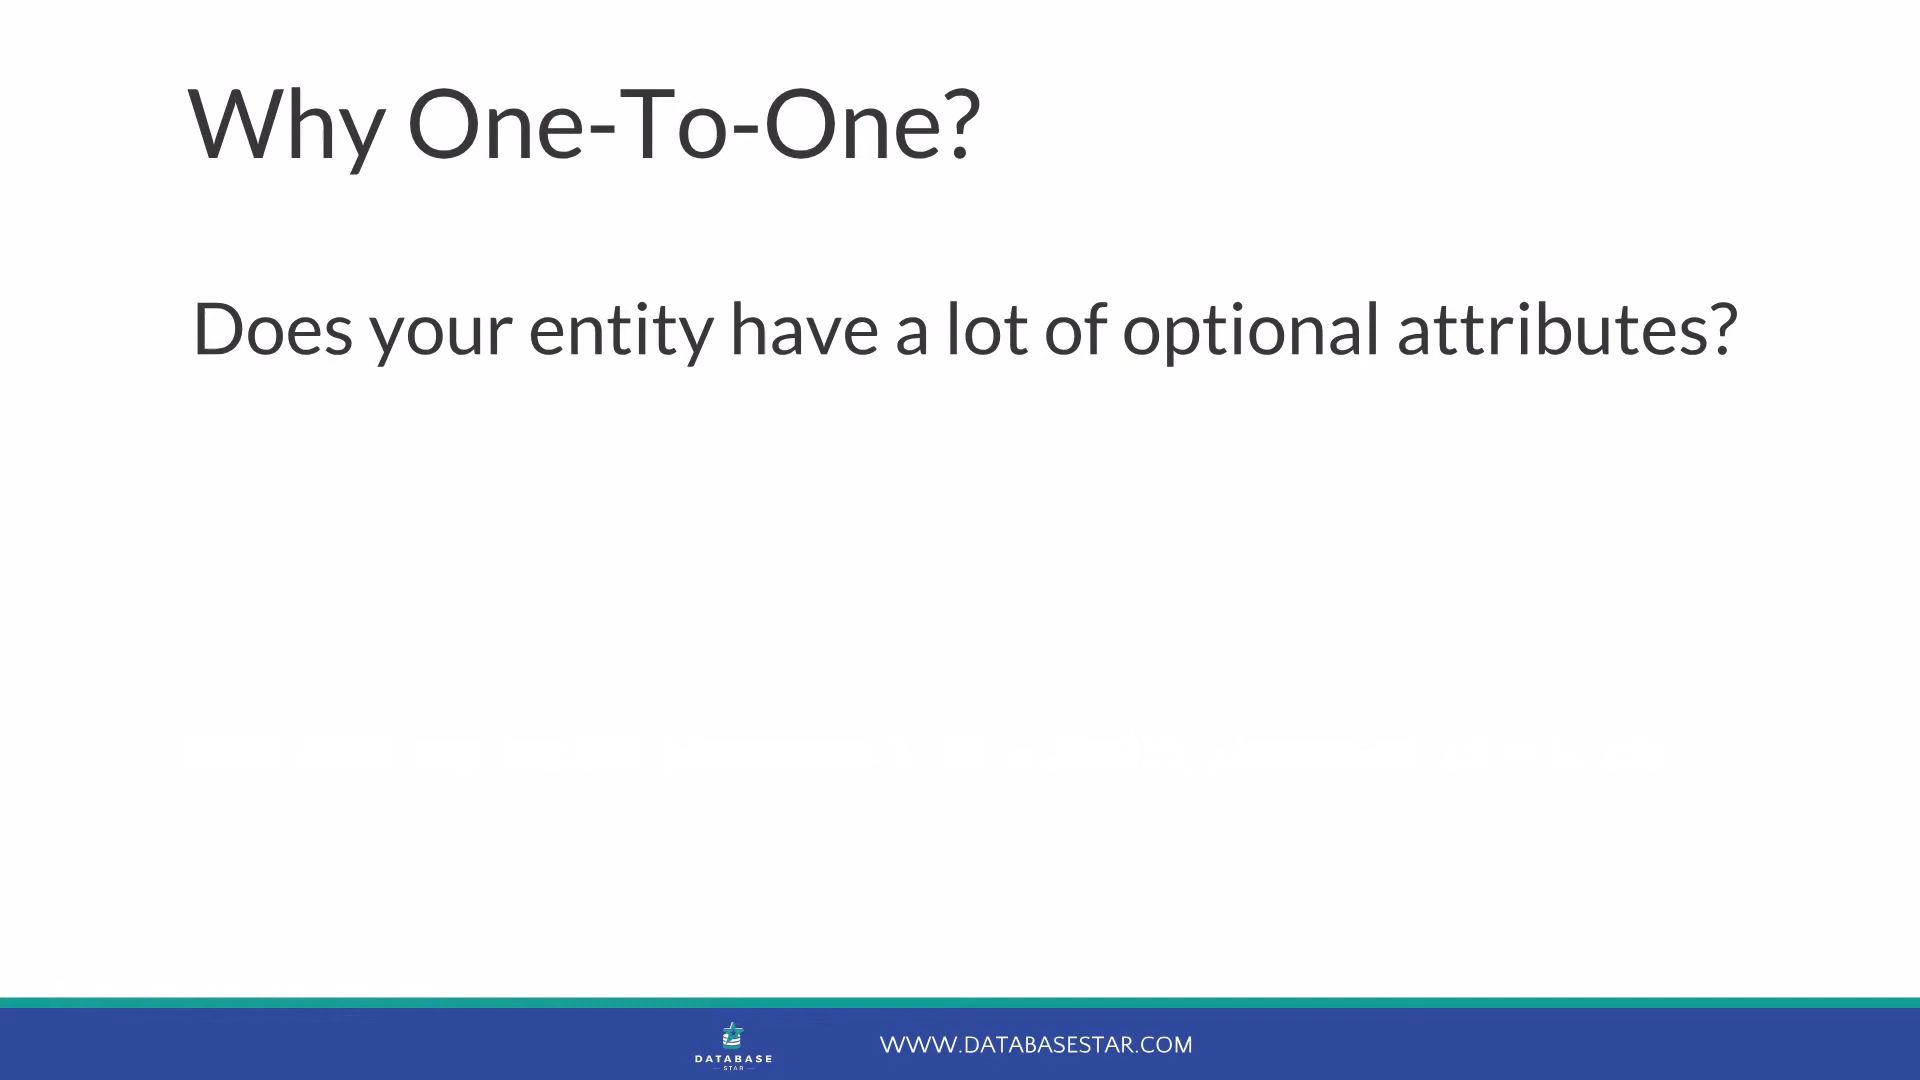 Why One-To-One?
Does your entity have a lot of optional attributes?
DATABASE
STAR
WWW.DATABASESTAR.COM